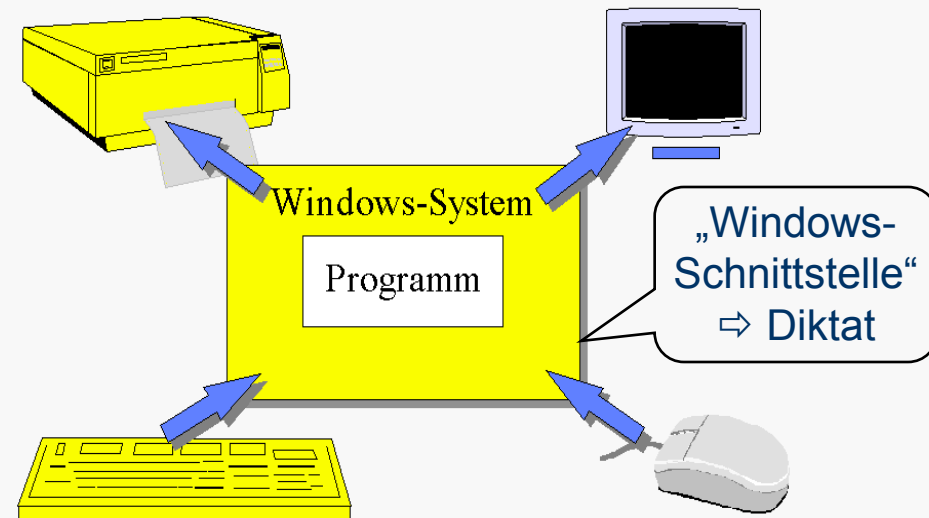 Windows-System
Programm
„Windows-
Schnittstelle“
⇨ Diktat